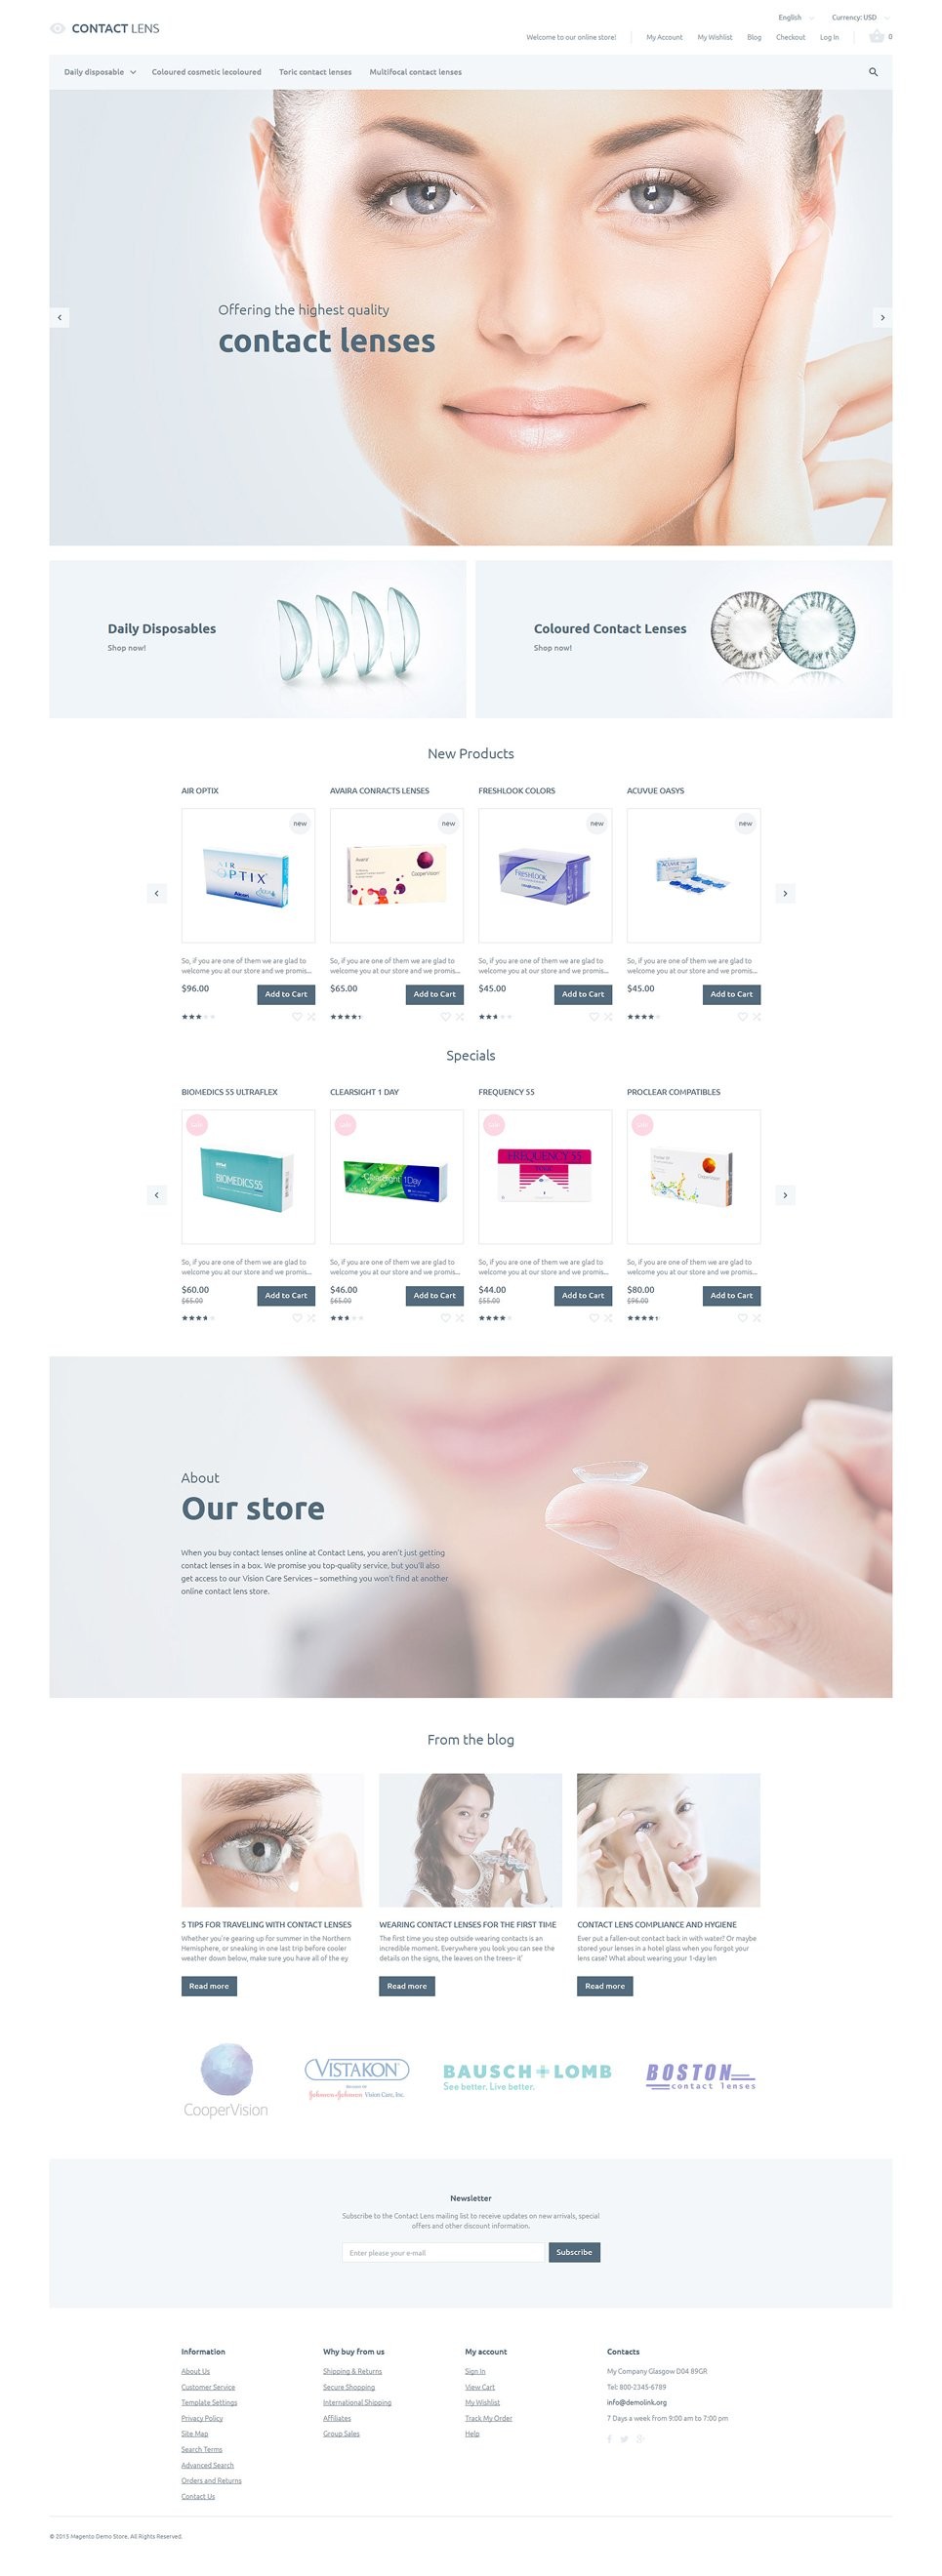 CONTACT LENS
English
Currency: USD
Welcome to our online store!
My Account
My Wishlist
Blog
Checkout
Log In
0
Daily disposable
Coloured cosmetic lecoloured
Toric contact lenses
Multifocal contact lenses
Offering the highest quality
contact lenses
Daily Disposables
Shop now!
Coloured Contact Lenses
Shop now!
New Products
AIR OPTIX
AVAIRA CONRACTS LENSES
FRESHLOOK COLORS
ACUVUE OASYS
new
new
new
new
AIR
OPTIX
Alcon
AQUA
Avaira
CooperVision
FRESHLOOK
ACUVUE
So, if you are one of them we are glad to
welcome you at our store and we promis...
So, if you are one of them we are glad to
welcome you at our store and we promis...
So, if you are one of them we are glad to
welcome you at our store and we promis...
So, if you are one of them we are glad to
welcome you at our store and we promis...
$96.00
Add to Cart
$65.00
Add to Cart
$45.00
Add to Cart
$45.00
Add to Cart
Specials
BIOMEDICS 55 ULTRAFLEX
CLEARSIGHT 1 DAY
FREQUENCY 55
PROCLEAR COMPATIBLES
BIOMEDICS 55
ClearSight 1Day
FREQUENCY 55
So, if you are one of them we are glad to
welcome you at our store and we promis...
So, if you are one of them we are glad to
welcome you at our store and we promis...
So, if you are one of them we are glad to
welcome you at our store and we promis...
So, if you are one of them we are glad to
welcome you at our store and we promis...
$60.00
$65.00
Add to Cart
$46.00
$65.00
Add to Cart
$44.00
$55.00
Add to Cart
$80.00
$96.00
Add to Cart
About
Our store
When you buy contact lenses online at Contact Lens, you aren't just getting
contact lenses in a box. We promise you top-quality service, but you'll also
get access to our Vision Care Services – something you won't find at another
online contact lens store.
From the blog
5 TIPS FOR TRAVELING WITH CONTACT LENSES
Whether you're gearing up for summer in the Northern
Hemisphere, or sneaking in one last trip before cooler
weather down below, make sure you have all of the ey
Read more
WEARING CONTACT LENSES FOR THE FIRST TIME
The first time you step outside wearing contacts is an
incredible moment. Everywhere you look you can see the
details on the signs, the leaves on the trees– it'
Read more
CONTACT LENS COMPLIANCE AND HYGIENE
Ever put a fallen-out contact back in with water? Or maybe
stored your lenses in a hotel glass when you forgot your
lens case? What about wearing your 1-day len
Read more
CooperVision
VISTAKON
Johnson & Johnson Vision Care, Inc.
BAUSCH + LOMB
See better. Live better.
BOSTON
contact lenses
Newsletter
Subscribe to the Contact Lens mailing list to receive updates on new arrivals, special
offers and other discount information.
Enter please your e-mail
Subscribe
Information
About Us
Customer Service
Template Settings
Privacy Policy
Site Map
Search Terms
Advanced Search
Orders and Returns
Contact Us
Why buy from us
Shipping & Returns
Secure Shopping
International Shipping
Affiliates
Group Sales
My account
Sign In
View Cart
My Wishlist
Track My Order
Help
Contacts
My Company Glasgow D04 89GR
Tel: 800-2345-6789
info@demolink.org
7 Days a week from 9:00 am to 7:00 pm
© 2015 Magento Demo Store. All Rights Reserved.